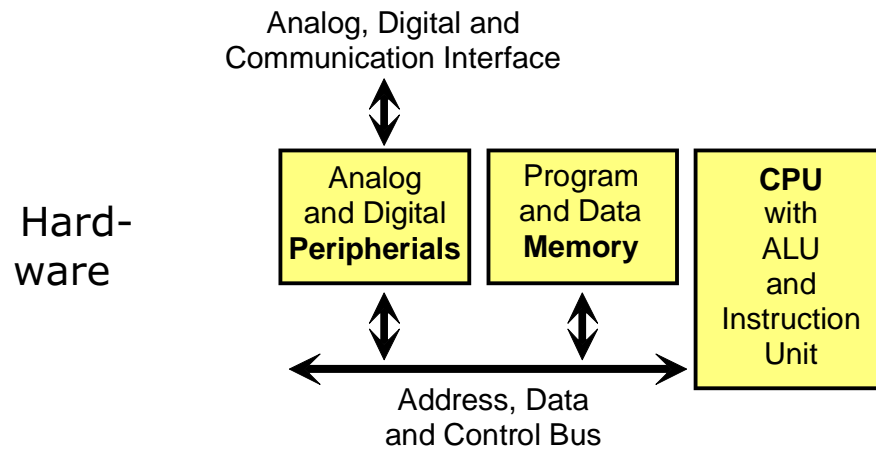 Analog, Digital and
Communication Interface
Hard-
ware
Analog
and Digital
Peripherials
Program
and Data
Memory
CPU
with
ALU
and
Instruction
Unit
Address, Data
and Control Bus